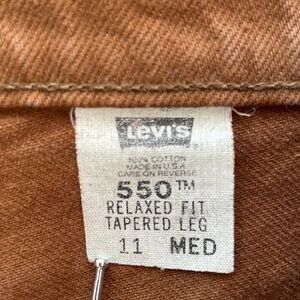 Levi's
100% COTTON
MADE IN U.S.A.
CARE ON REVERSE
550™
RELAXED FIT
TAPERED LEG
11 MED